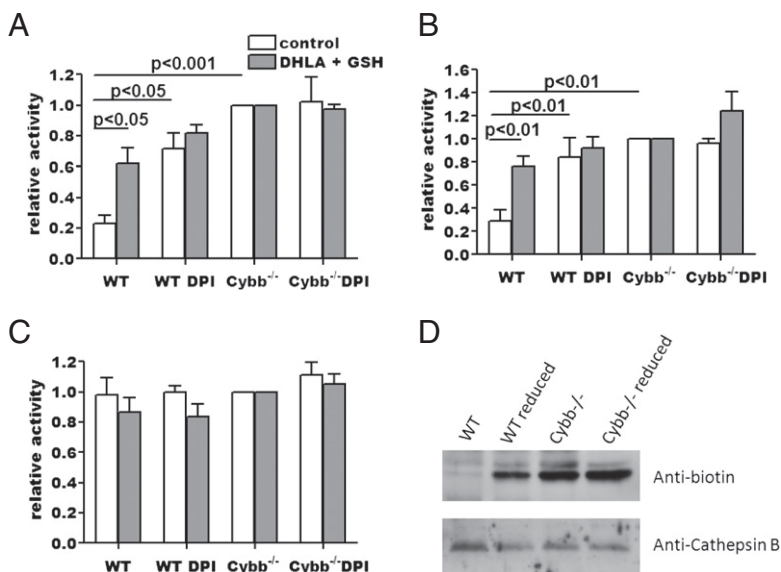 A
control
DHLA + GSH
p<0.001
p<0.05
p<0.05
relative activity
1.2
1.0
0.8
0.6
0.4
0.2
0.0
WT
WT DPI
Cybb-/-
Cybb-/-DPI
B
p<0.01
p<0.01
p<0.01
relative activity
1.6
1.4
1.2
1.0
0.8
0.6
0.4
0.2
0.0
WT
WT DPI
Cybb-/-
Cybb-/-DPI
C
relative activity
1.2
1.0
0.8
0.6
0.4
0.2
0.0
WT
WT DPI
Cybb-/-
Cybb-/-DPI
D
WT
WT reduced
Cybb-/-
Cybb-/- reduced
Anti-biotin
Anti-Cathepsin B